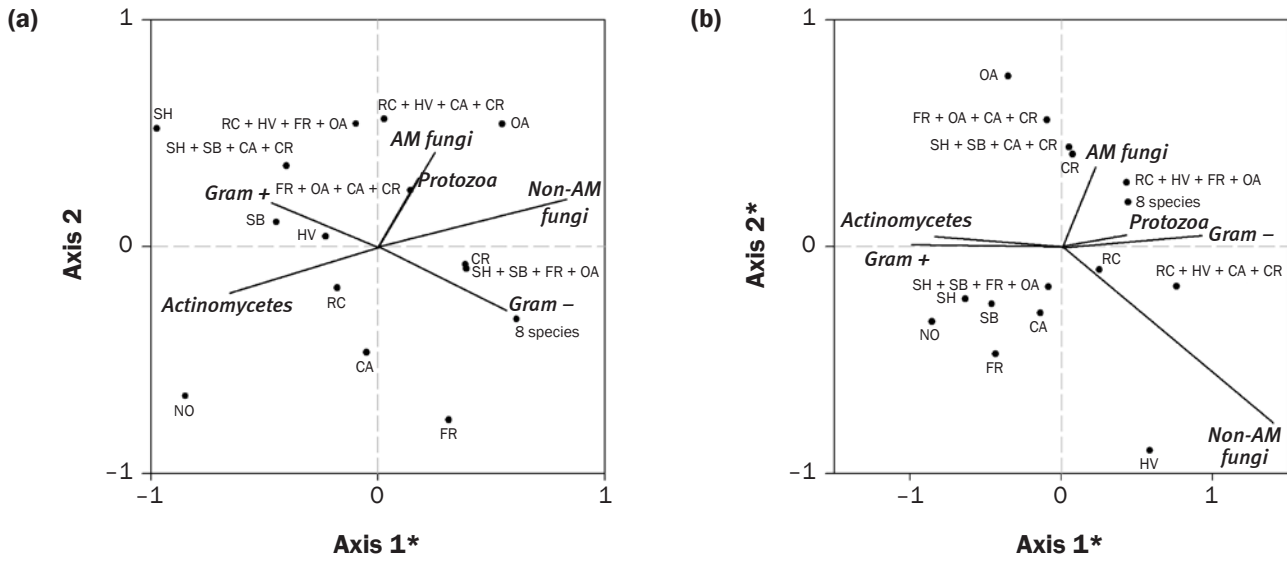 (a)
1
SH
RC + HV + FR + OA
RC + HV + CA + CR
OA
SH + SB + CA + CR
AM fungi
Gram +
FR + OA + CA + CR
Protozoa
Non-AM
fungi
SB
HV
Axis 2
0
CR
SH + SB + FR + OA
Actinomycetes
RC
Gram –
8 species
CA
NO
FR
–1
–1
0
1
Axis 1*
(b)
1
OA
FR + OA + CA + CR
SH + SB + CA + CR
CR
AM fungi
RC + HV + FR + OA
8 species
Actinomycetes
Protozoa
Gram –
Axis 2*
0
Gram +
RC
RC + HV + CA + CR
SH + SB + FR + OA
SH
SB
CA
NO
FR
Non-AM
fungi
HV
–1
–1
0
1
Axis 1*